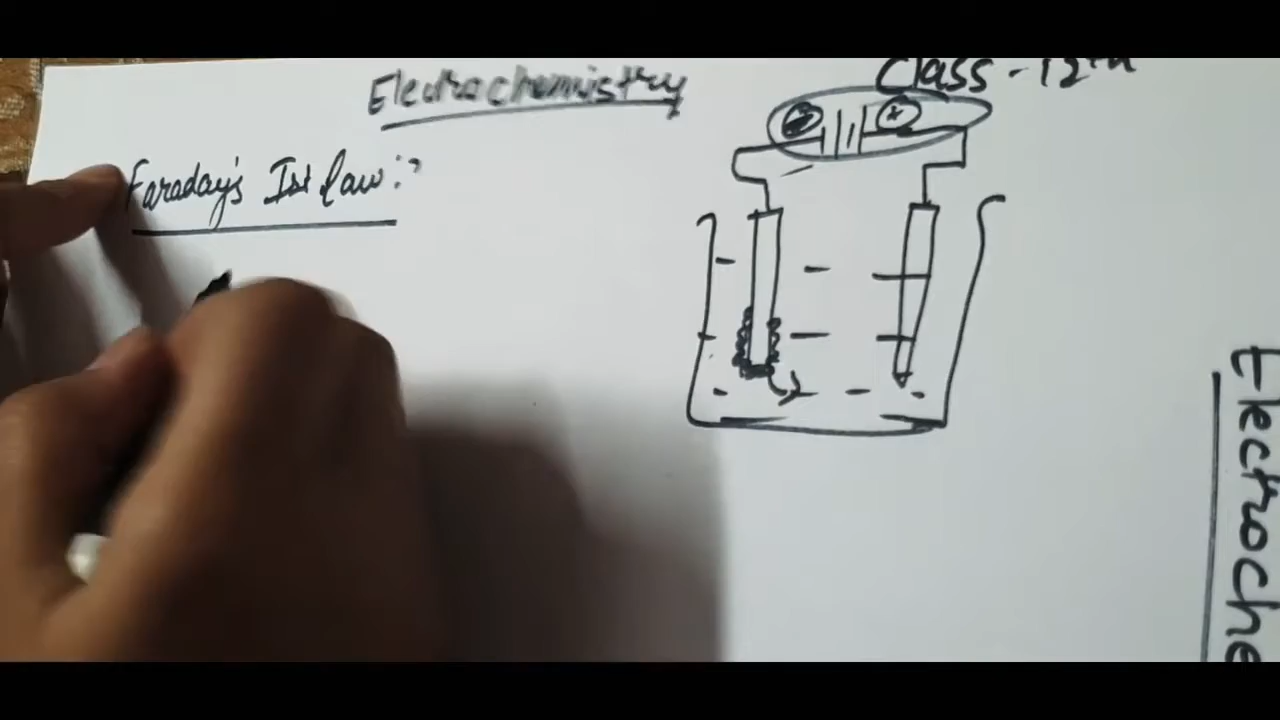 Electrochemistry
Class - 12th
Faraday's Ist law :-
+
Electroche